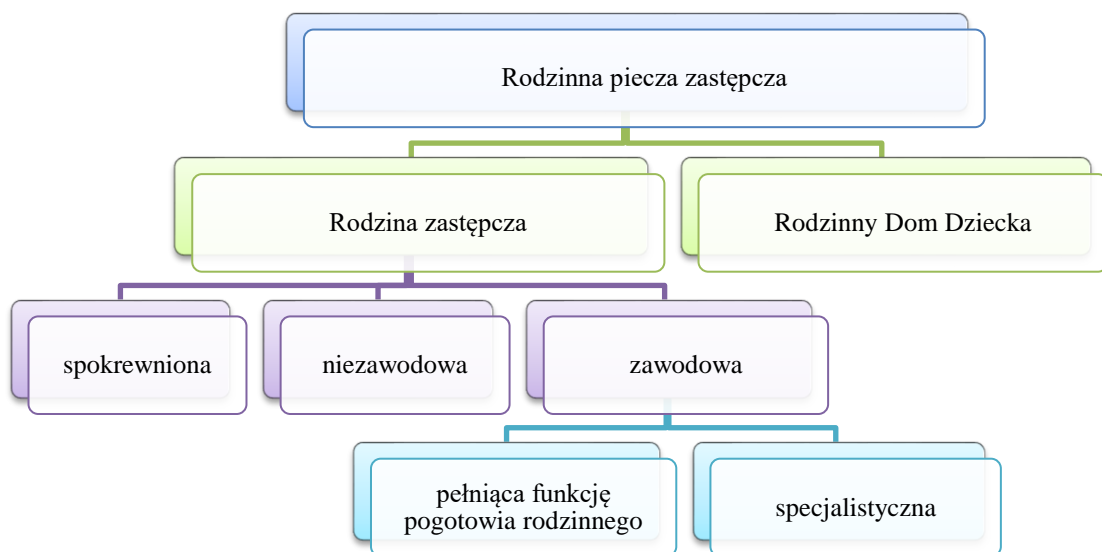 Rodzinna piecza zastępcza
Rodzina zastępcza
Rodzinny Dom Dziecka
spokrewniona
niezawodowa
zawodowa
pełniąca funkcję
pogotowia rodzinnego
specjalistyczna